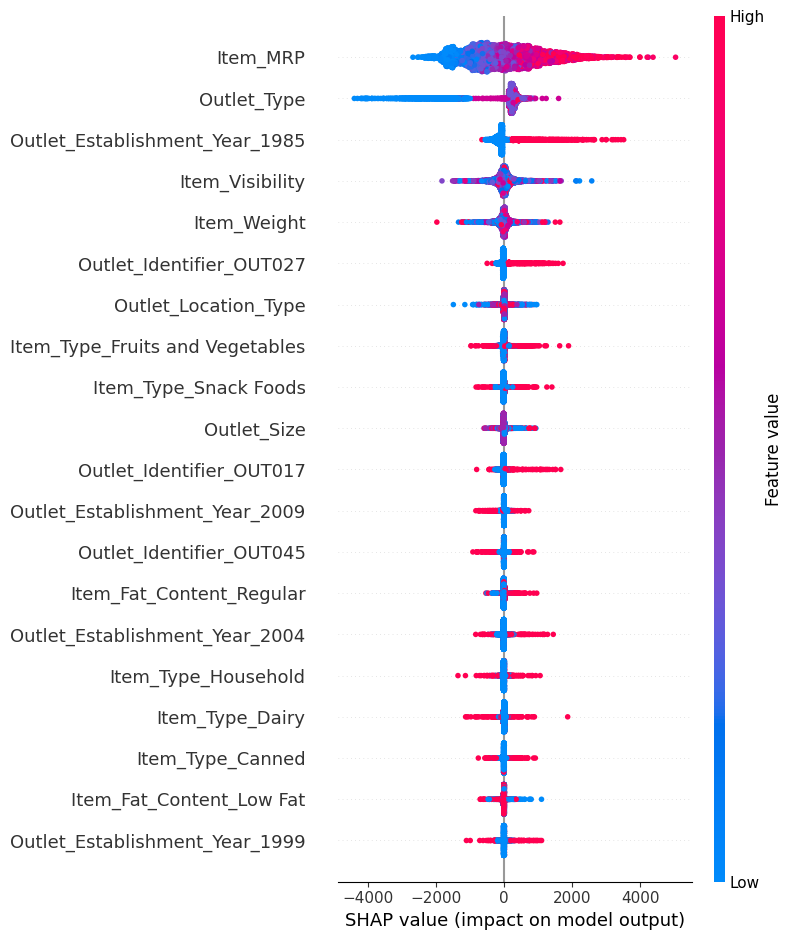 High
Item_MRP
Outlet_Type
Outlet_Establishment_Year_1985
Item_Visibility
Item_Weight
Outlet_Identifier_OUT027
Outlet_Location_Type
Item_Type_Fruits and Vegetables
Item_Type_Snack Foods
Outlet_Size
Outlet_Identifier_OUT017
Outlet_Establishment_Year_2009
Outlet_Identifier_OUT045
Item_Fat_Content_Regular
Outlet_Establishment_Year_2004
Item_Type_Household
Item_Type_Dairy
Item_Type_Canned
Item_Fat_Content_Low Fat
Outlet_Establishment_Year_1999
Feature value
Low
−4000 −2000 0 2000 4000
SHAP value (impact on model output)